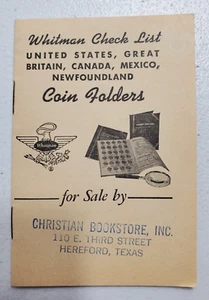 Whitman Check List
UNITED STATES, GREAT
BRITAIN, CANADA, MEXICO,
NEWFOUNDLAND
Coin Folders
Whitman
®
for Sale by
CHRISTIAN BOOKSTORE, INC.
110 E. THIRD STREET
HEREFORD, TEXAS